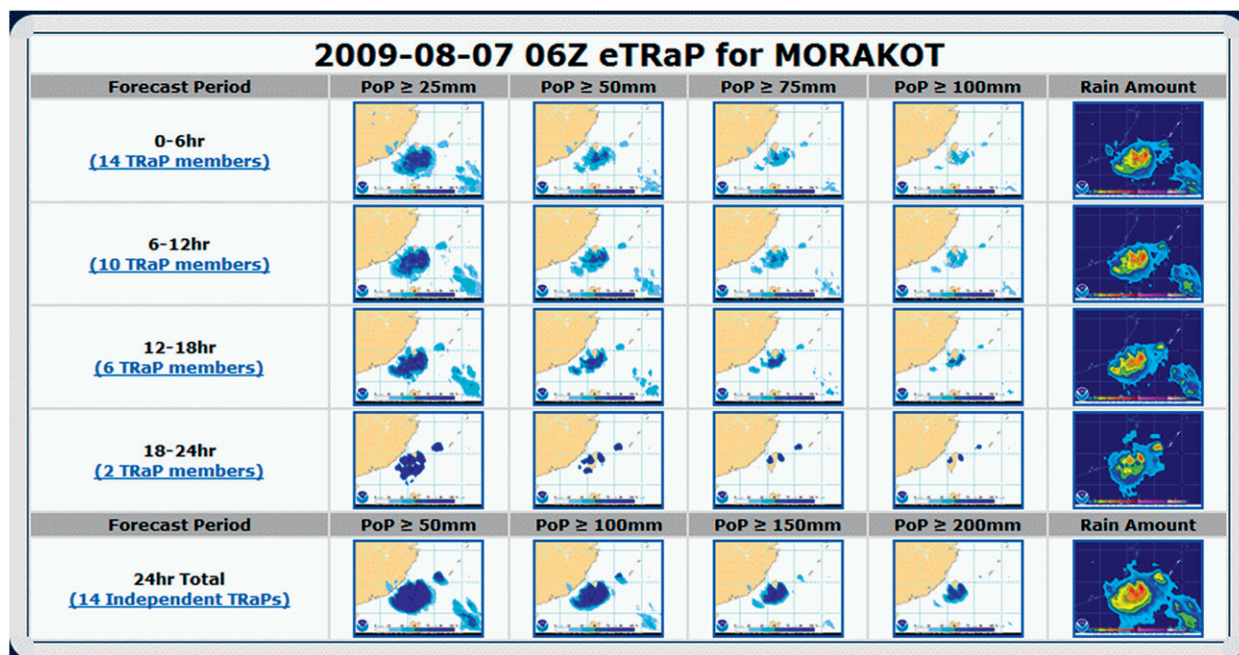 2009-08-07 06Z eTRaP for MORAKOT
Forecast Period PoP ≥ 25mm PoP ≥ 50mm PoP ≥ 75mm PoP ≥ 100mm Rain Amount
0-6hr
(14 TRaP members)
6-12hr
(10 TRaP members)
12-18hr
(6 TRaP members)
18-24hr
(2 TRaP members)
Forecast Period PoP ≥ 50mm PoP ≥ 100mm PoP ≥ 150mm PoP ≥ 200mm Rain Amount
24hr Total
(14 Independent TRaPs)